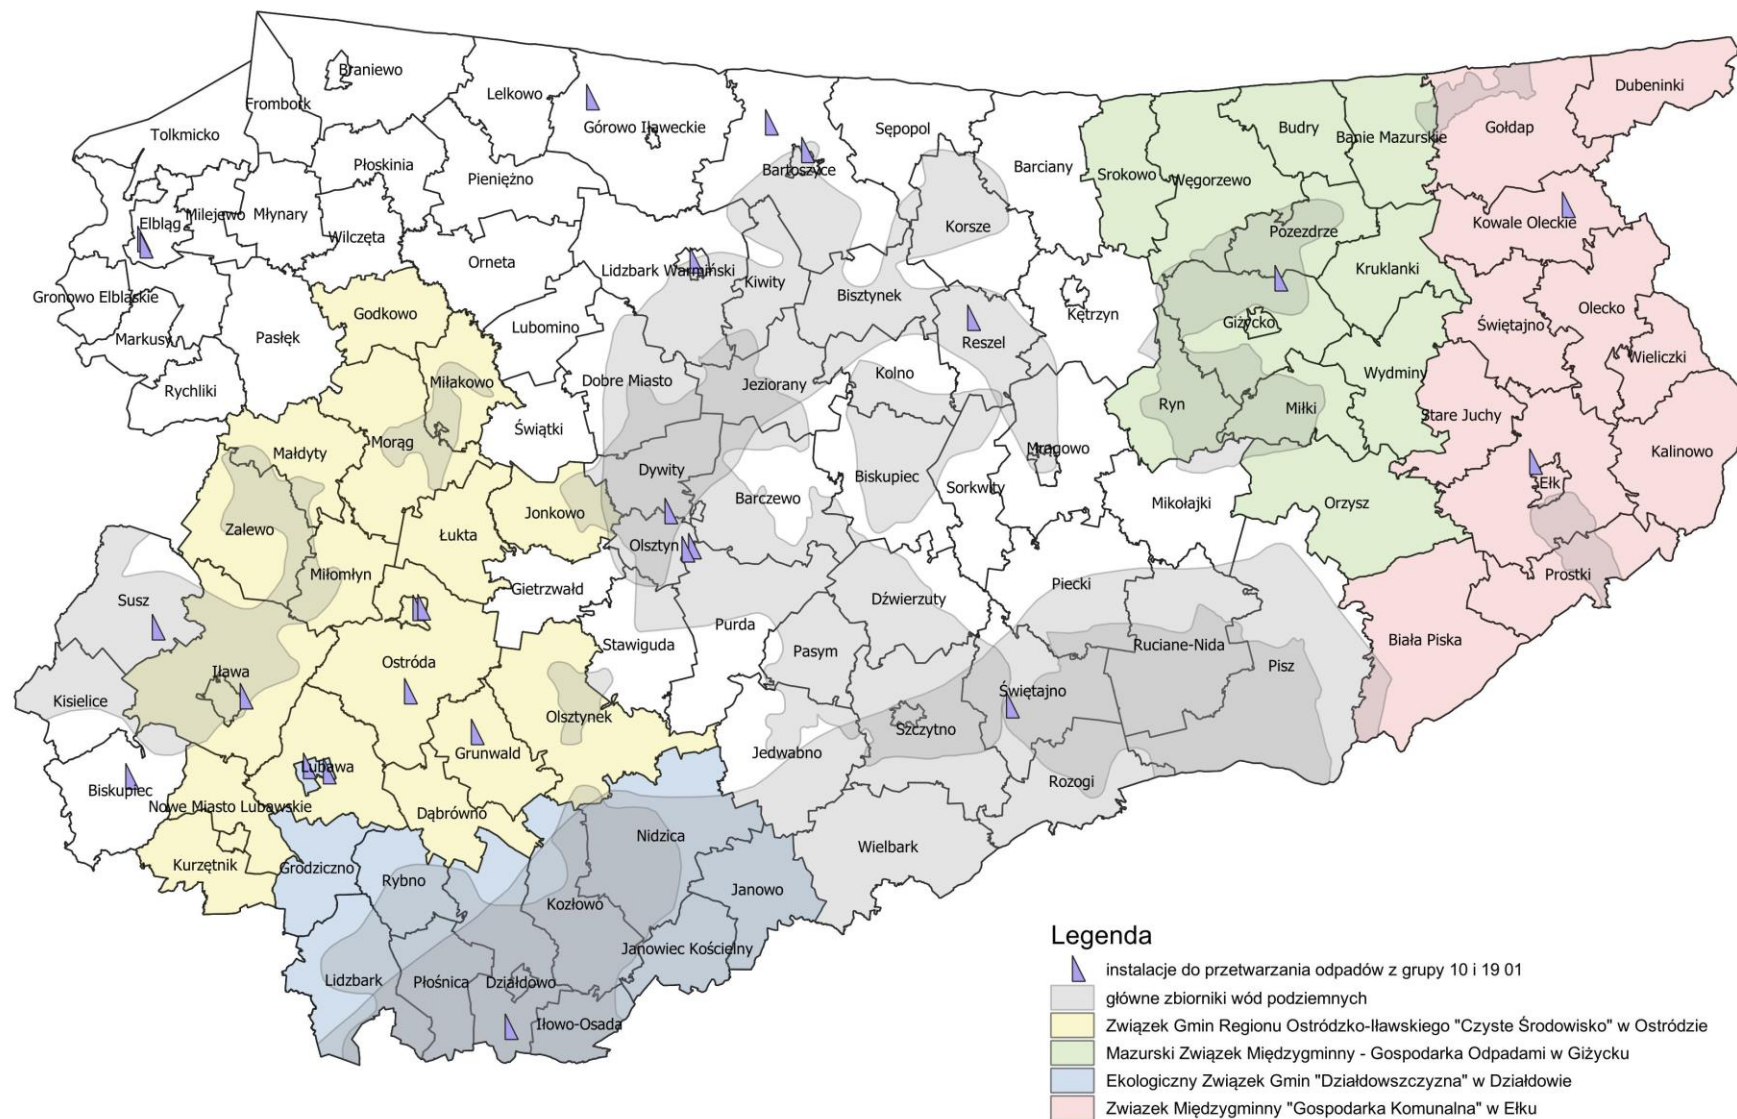 Braniewo
Lelkowo
Frombork
Górowo Iławeckie
Sępopol
Dubeninki
Budry
Gołdap
Banie Mazurskie
Tolkmicko
Płoskinia
Pieniężno
Bartoszyce
Barciany
Srokowo
Węgorzewo
Elbląg
Milejewo
Młynary
Wilczęta
Korsze
Pozezdrze
Kowale Oleckie
Orneta
Lidzbark Warmiński
Kiwity
Bisztynek
Kruklanki
Gronowo Elbląskie
Godkowo
Kętrzyn
Olecko
Markusy
Pasłęk
Lubomino
Reszel
Giżycko
Świętajno
Wieliczki
Rychliki
Miłakowo
Dobre Miasto
Jeziorany
Kolno
Wydminy
Ryn
Miłki
Stare Juchy
Świątki
Morąg
Małdyty
Mrągowo
Kalinowo
Dywity
Biskupiec
Barczewo
Sorkwity
Mikołajki
Ełk
Orzysz
Jonkowo
Łukta
Zalewo
Olsztyn
Miłomłyn
Gietrzwałd
Piecki
Prostki
Susz
Dźwierzuty
Purda
Stawiguda
Ruciane-Nida
Biała Piska
Pasym
Ostróda
Pisz
Iława
Kisielice
Świętajno
Olsztynek
Szczytno
Grunwald
Jedwabno
Lubawa
Rozogi
Biskupiec
Nowe Miasto Lubawskie
Dąbrówno
Nidzica
Wielbark
Kurzętnik
Grodziczno
Rybno
Janowo
Kozłowo
Janowiec Kościelny
Lidzbark
Płośnica
Działdowo
Iłowo-Osada
Legenda
instalacje do przetwarzania odpadów z grupy 10 i 19 01
główne zbiorniki wód podziemnych
Związek Gmin Regionu Ostródzko-Iławskiego "Czyste Środowisko" w Ostródzie
Mazurski Związek Międzygminny - Gospodarka Odpadami w Giżycku
Ekologiczny Związek Gmin "Działdowszczyzna" w Działdowie
Zwiazek Międzygminny "Gospodarka Komunalna" w Ełku